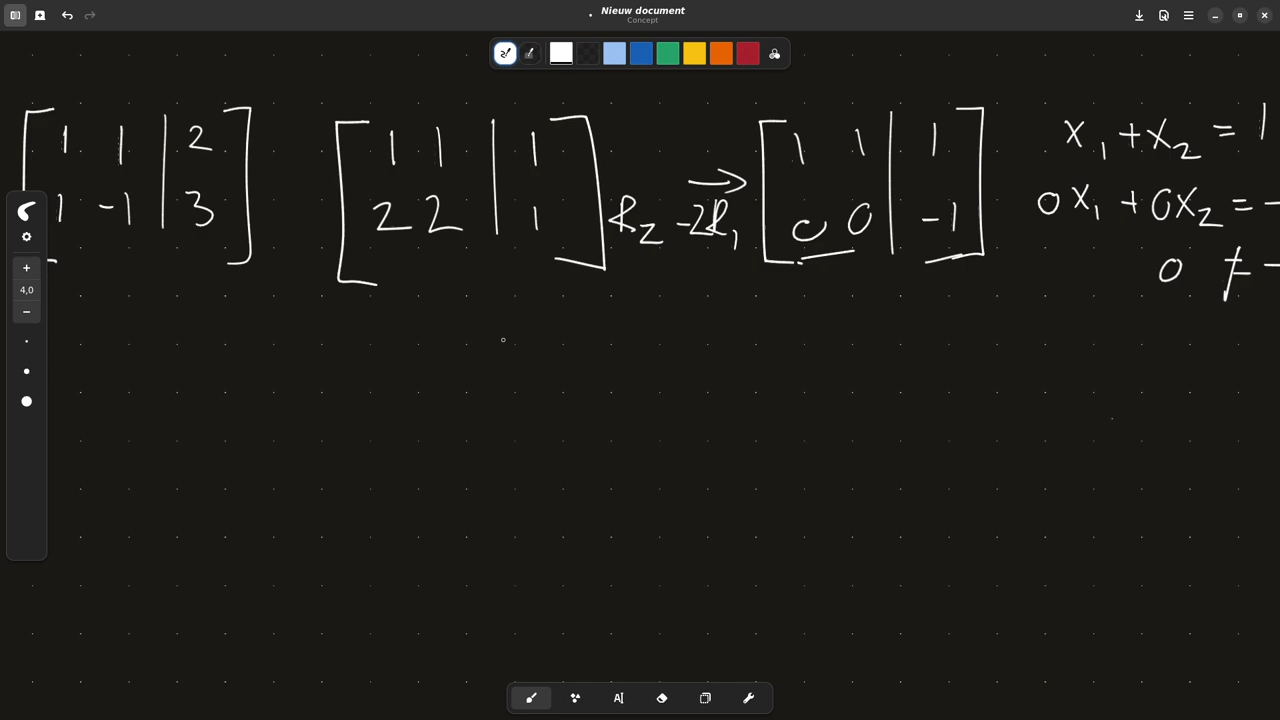 Nieuw document
Concept
4,0
1 1 | 2
1 -1 | 3
1 1 | 1
2 2 | 1
R2 -2R1 →
1 1 | 1
0 0 | -1
x1 + x2 = 1
0x1 + 0x2 = -
0 ≠ -